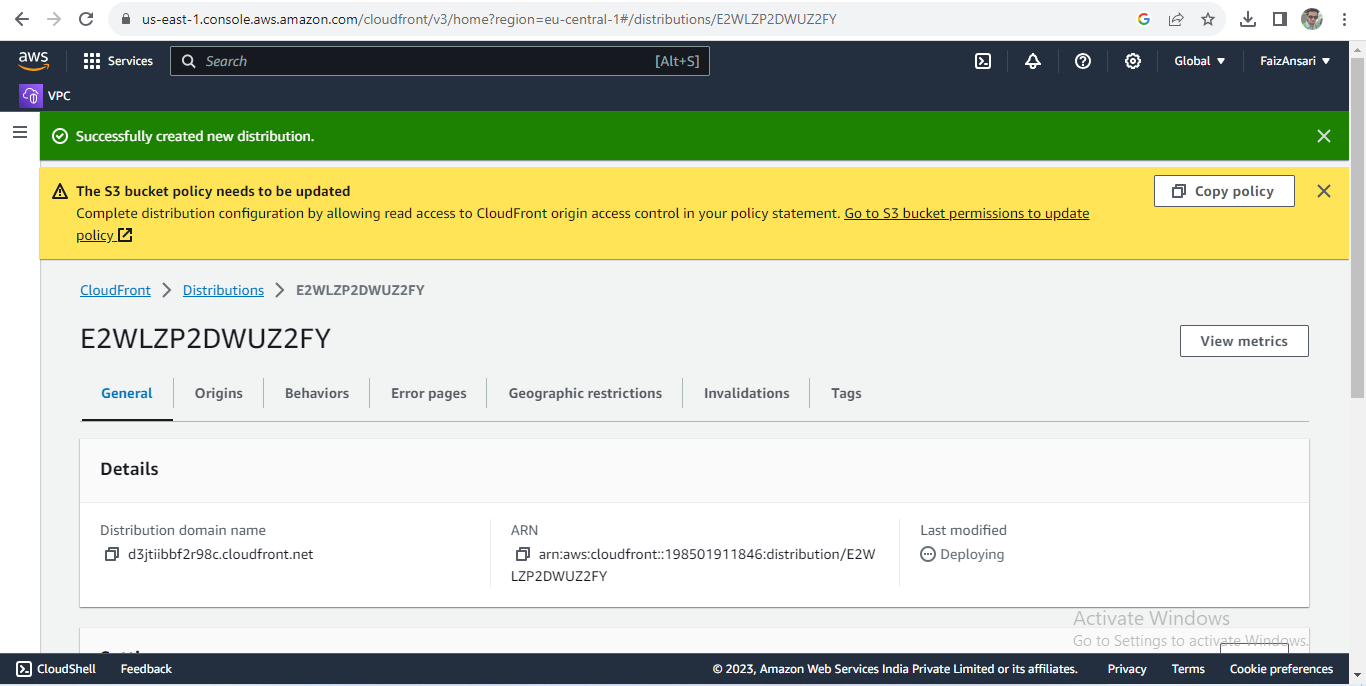 us-east-1.console.aws.amazon.com/cloudfront/v3/home?region=eu-central-1#/distributions/E2WLZP2DWUZ2FY
aws Services Search [Alt+S] Global FaizAnsari
VPC
Successfully created new distribution.
The S3 bucket policy needs to be updated
Copy policy
Complete distribution configuration by allowing read access to CloudFront origin access control in your policy statement. Go to S3 bucket permissions to update
policy
CloudFront Distributions E2WLZP2DWUZ2FY
E2WLZP2DWUZ2FY
View metrics
General Origins Behaviors Error pages Geographic restrictions Invalidations Tags
Details
Distribution domain name
d3jtiibbf2r98c.cloudfront.net
ARN
arn:aws:cloudfront::198501911846:distribution/E2W
LZP2DWUZ2FY
Last modified
Deploying
Activate Windows
Go to Settings to activate Windows.
CloudShell Feedback © 2023, Amazon Web Services India Private Limited or its affiliates. Privacy Terms Cookie preferences